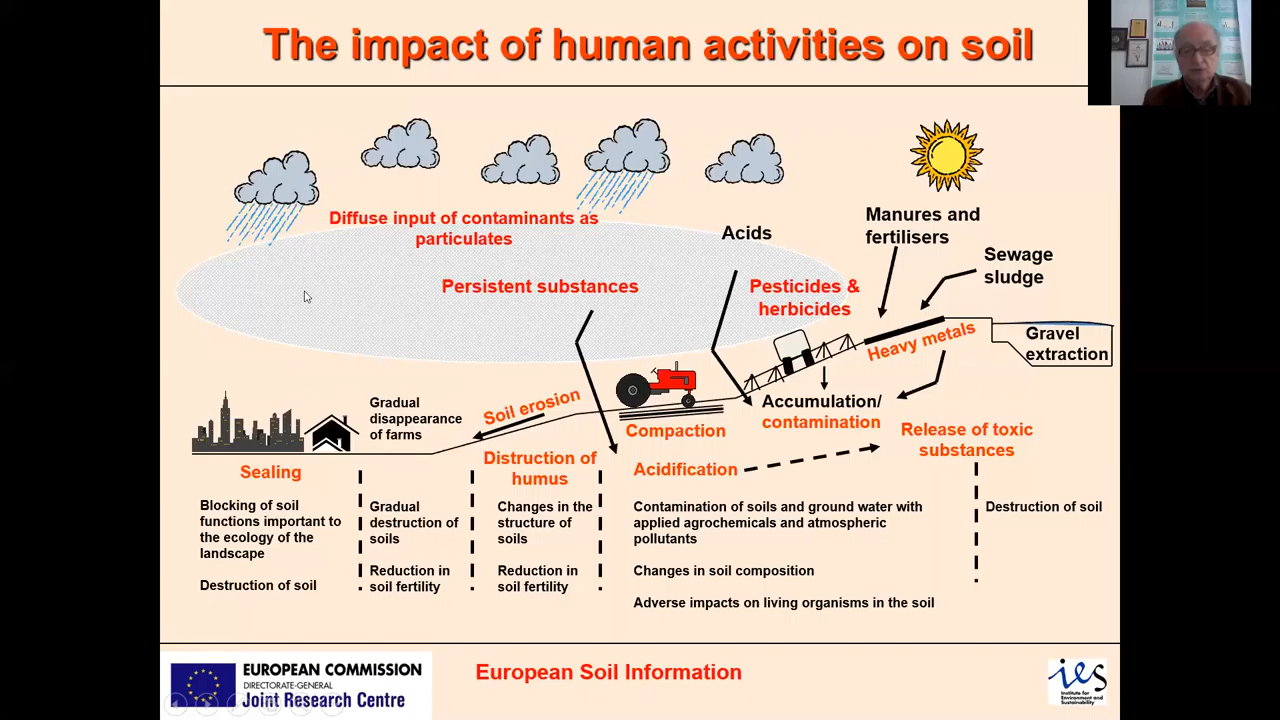 The impact of human activities on soil
Diffuse input of contaminants as
particulates
Acids
Manures and
fertilisers
Sewage
sludge
Persistent substances
Pesticides &
herbicides
Heavy metals
Gravel
extraction
Gradual
disappearance
of farms
Soil erosion
Compaction
Accumulation/
contamination
Release of toxic
substances
Sealing
Distruction of
humus
Acidification
Blocking of soil
functions important to
the ecology of the
landscape
Destruction of soil
Gradual
destruction of
soils
Reduction in
soil fertility
Changes in the
structure of
soils
Reduction in
soil fertility
Contamination of soils and ground water with
applied agrochemicals and atmospheric
pollutants
Changes in soil composition
Adverse impacts on living organisms in the soil
Destruction of soil
EUROPEAN COMMISSION
DIRECTORATE-GENERAL
Joint Research Centre
European Soil Information
ies
Institute for
Environment and
Sustainability